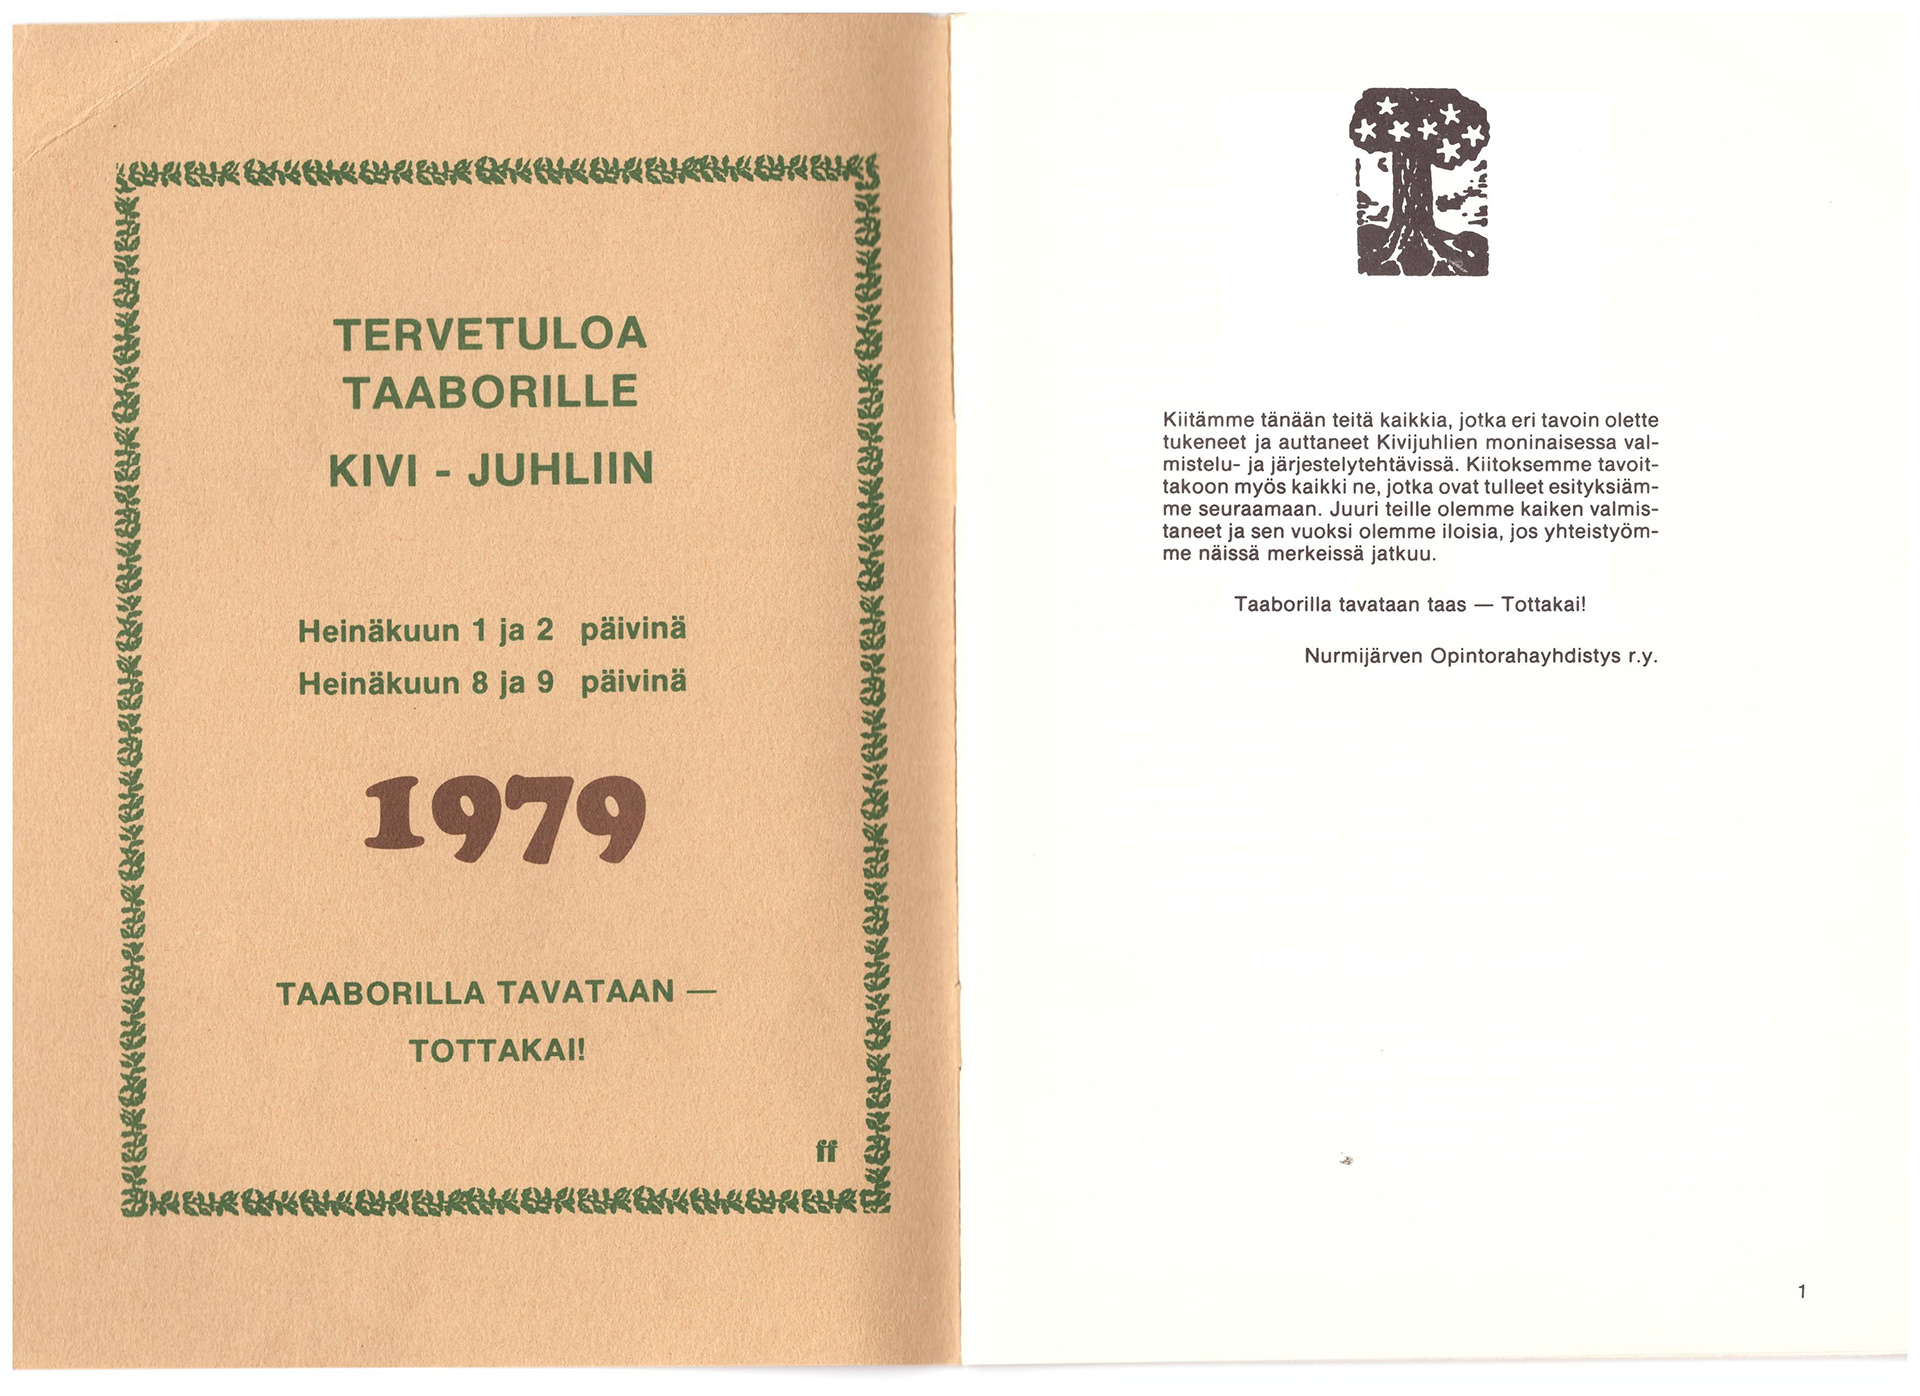 TERVETULOA
TAABORILLE
KIVI - JUHLIIN
Heinäkuun 1 ja 2 päivinä
Heinäkuun 8 ja 9 päivinä
1979
TAABORILLA TAVATAAN —
TOTTAKAI!
ff
Kiitämme tänään teitä kaikkia, jotka eri tavoin olette
tukeneet ja auttaneet Kivijuhlien moninaisessa val-
mistelu- ja järjestelytehtävissä. Kiitoksemme tavoit-
takoon myös kaikki ne, jotka ovat tulleet esityksiäm-
me seuraamaan. Juuri teille olemme kaiken valmis-
taneet ja sen vuoksi olemme iloisia, jos yhteistyöm-
me näissä merkeissä jatkuu.
Taaborilla tavataan taas — Tottakai!
Nurmijärven Opintorahayhdistys r.y.
1